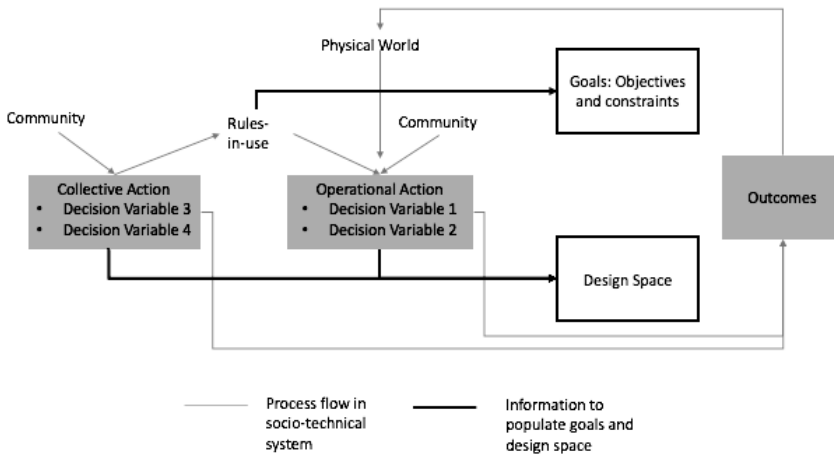 Physical World
Goals: Objectives
and constraints
Community
Rules-
in-use
Community
Collective Action
• Decision Variable 3
• Decision Variable 4
Operational Action
• Decision Variable 1
• Decision Variable 2
Outcomes
Design Space
Process flow in
socio-technical
system
Information to
populate goals and
design space